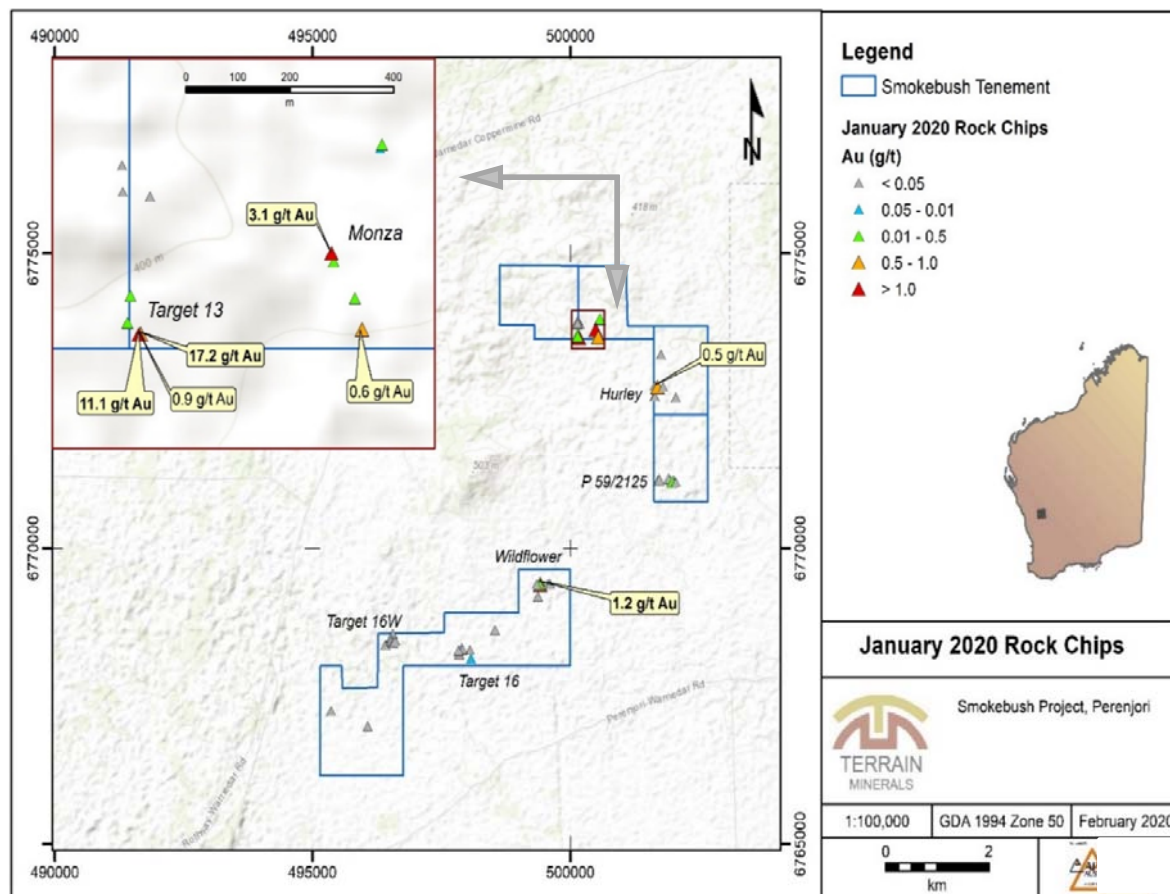 490000
495000
500000
0 100 200 400
m
3.1 g/t Au
Monza
400 m
Target 13
17.2 g/t Au
11.1 g/t Au
0.9 g/t Au
0.6 g/t Au
Warriedar Coppermine Rd
N
418 m
6775000
6775000
0.5 g/t Au
Hurley
503 m
P 59/2125
6770000
6770000
Wildflower
1.2 g/t Au
Target 16W
Target 16
Perenjori-Warriedar Rd
Warriedar Rd
6765000
6765000
490000
495000
500000
Legend
Smokebush Tenement
January 2020 Rock Chips
Au (g/t)
< 0.05
0.05 - 0.01
0.01 - 0.5
0.5 - 1.0
> 1.0
January 2020 Rock Chips
TERRAIN
MINERALS
Smokebush Project, Perenjori
1:100,000
GDA 1994 Zone 50
February 2020
0 2
km